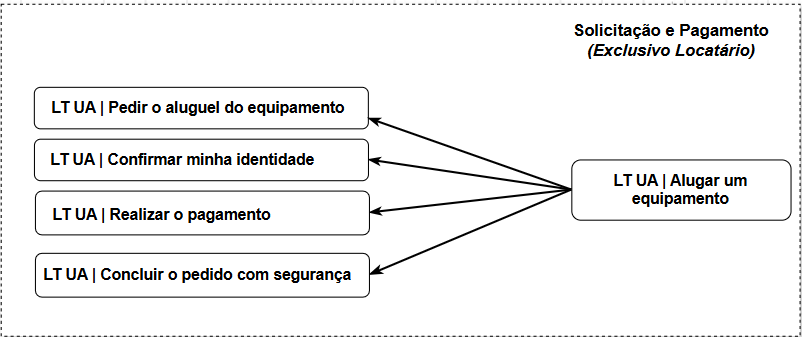 Solicitação e Pagamento
(Exclusivo Locatário)
LT UA | Pedir o aluguel do equipamento
LT UA | Confirmar minha identidade
LT UA | Realizar o pagamento
LT UA | Concluir o pedido com segurança
LT UA | Alugar um
equipamento